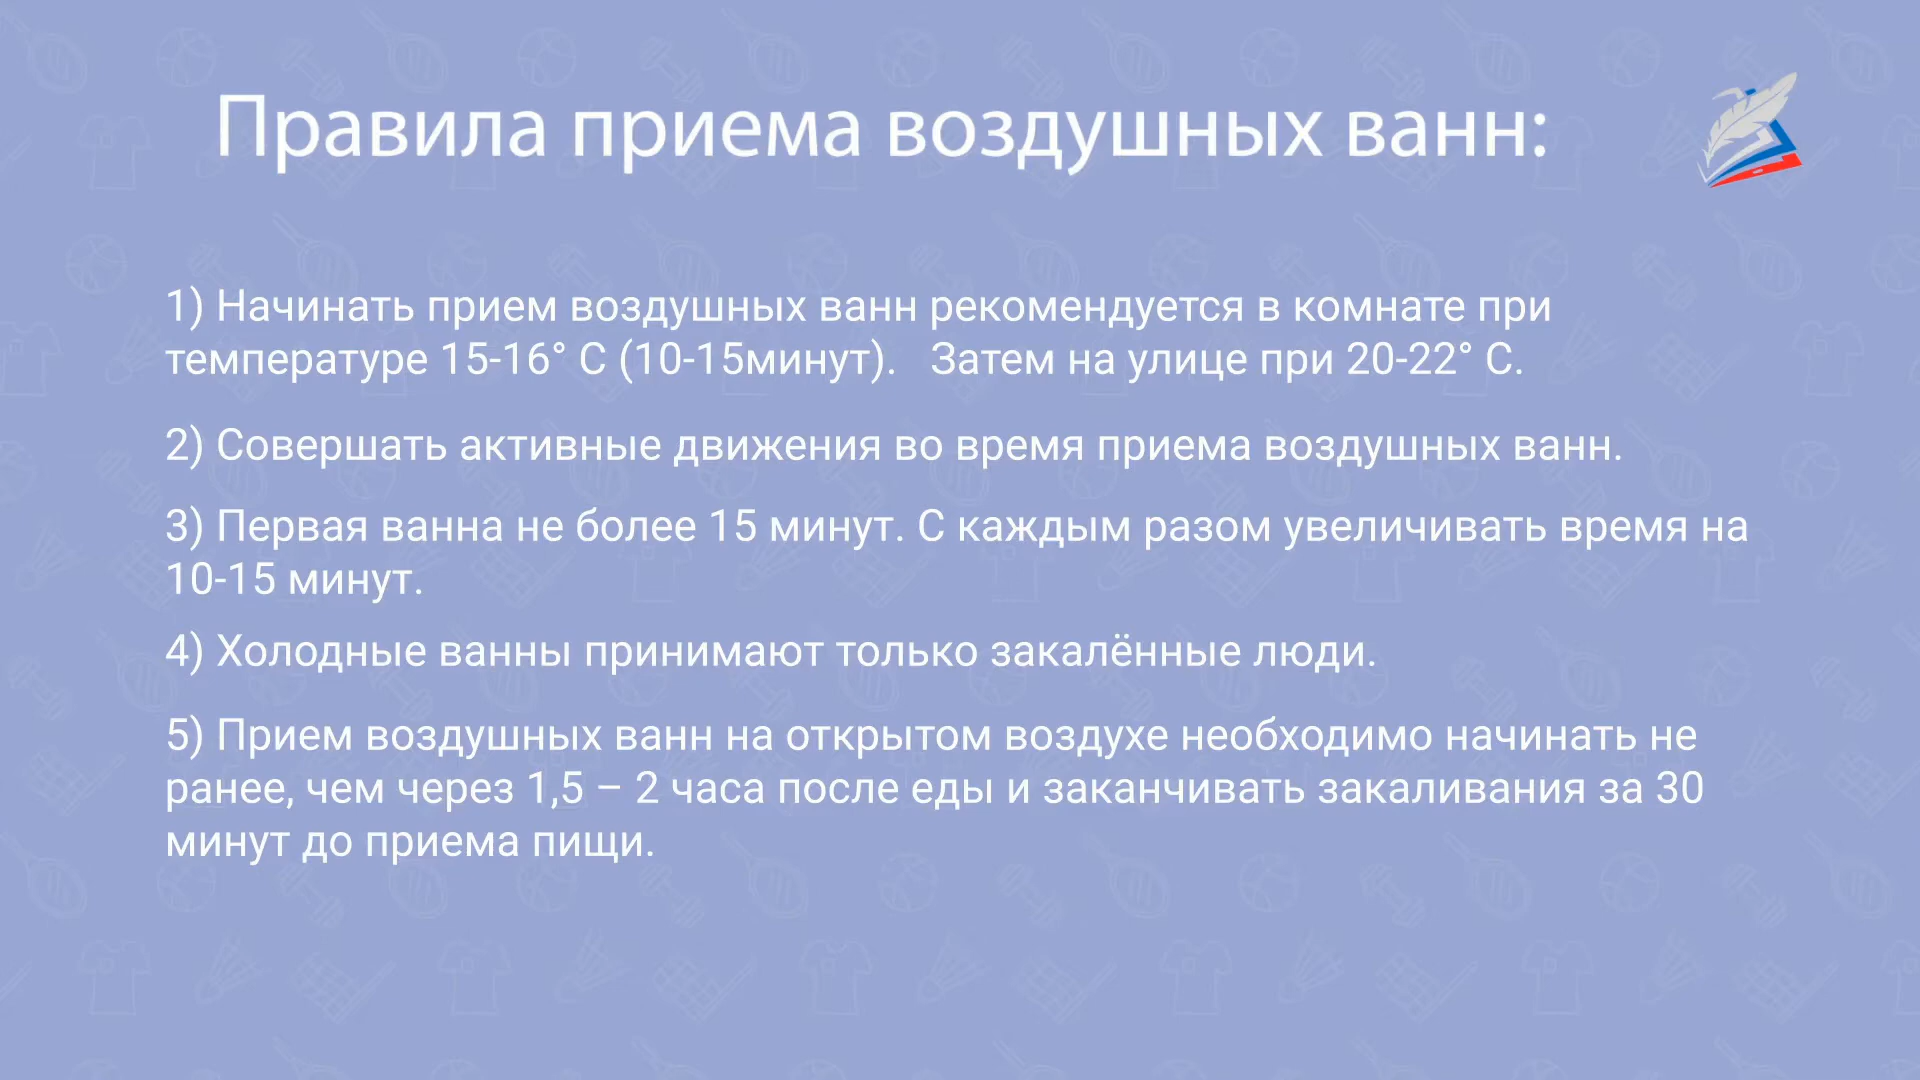 Правила приема воздушных ванн:
1) Начинать прием воздушных ванн рекомендуется в комнате при
температуре 15-16° С (10-15минут).   Затем на улице при 20-22° С.
2) Совершать активные движения во время приема воздушных ванн.
3) Первая ванна не более 15 минут. С каждым разом увеличивать время на
10-15 минут.
4) Холодные ванны принимают только закалённые люди.
5) Прием воздушных ванн на открытом воздухе необходимо начинать не
ранее, чем через 1,5 – 2 часа после еды и заканчивать закаливания за 30
минут до приема пищи.